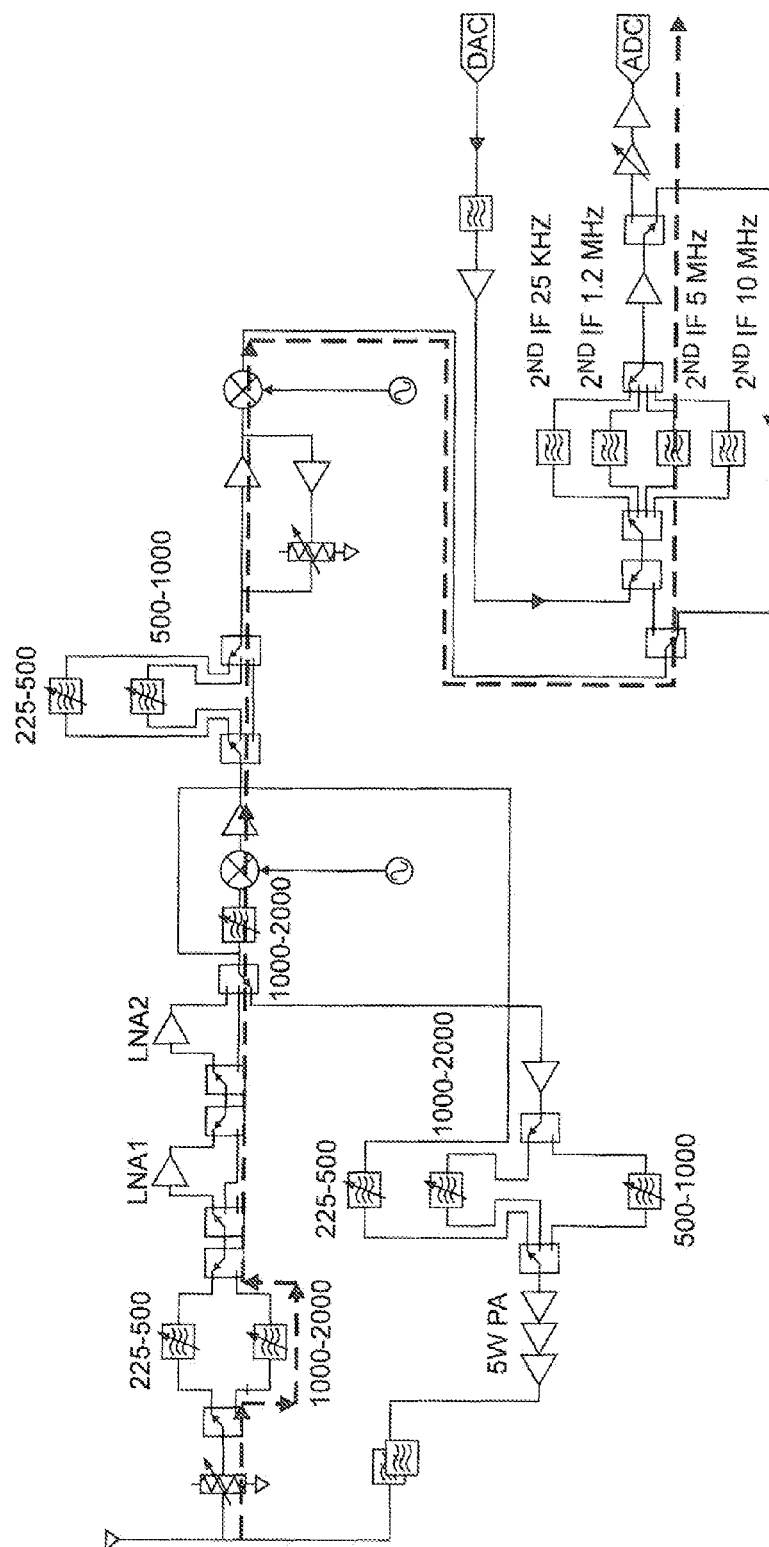 225-500
1000-2000
LNA1
LNA2
1000-2000
225-500
500-1000
DAC
ADC
2ND IF 25 KHZ
2ND IF 1.2 MHz
2ND IF 5 MHz
2ND IF 10 MHz
225-500
1000-2000
500-1000
5W PA